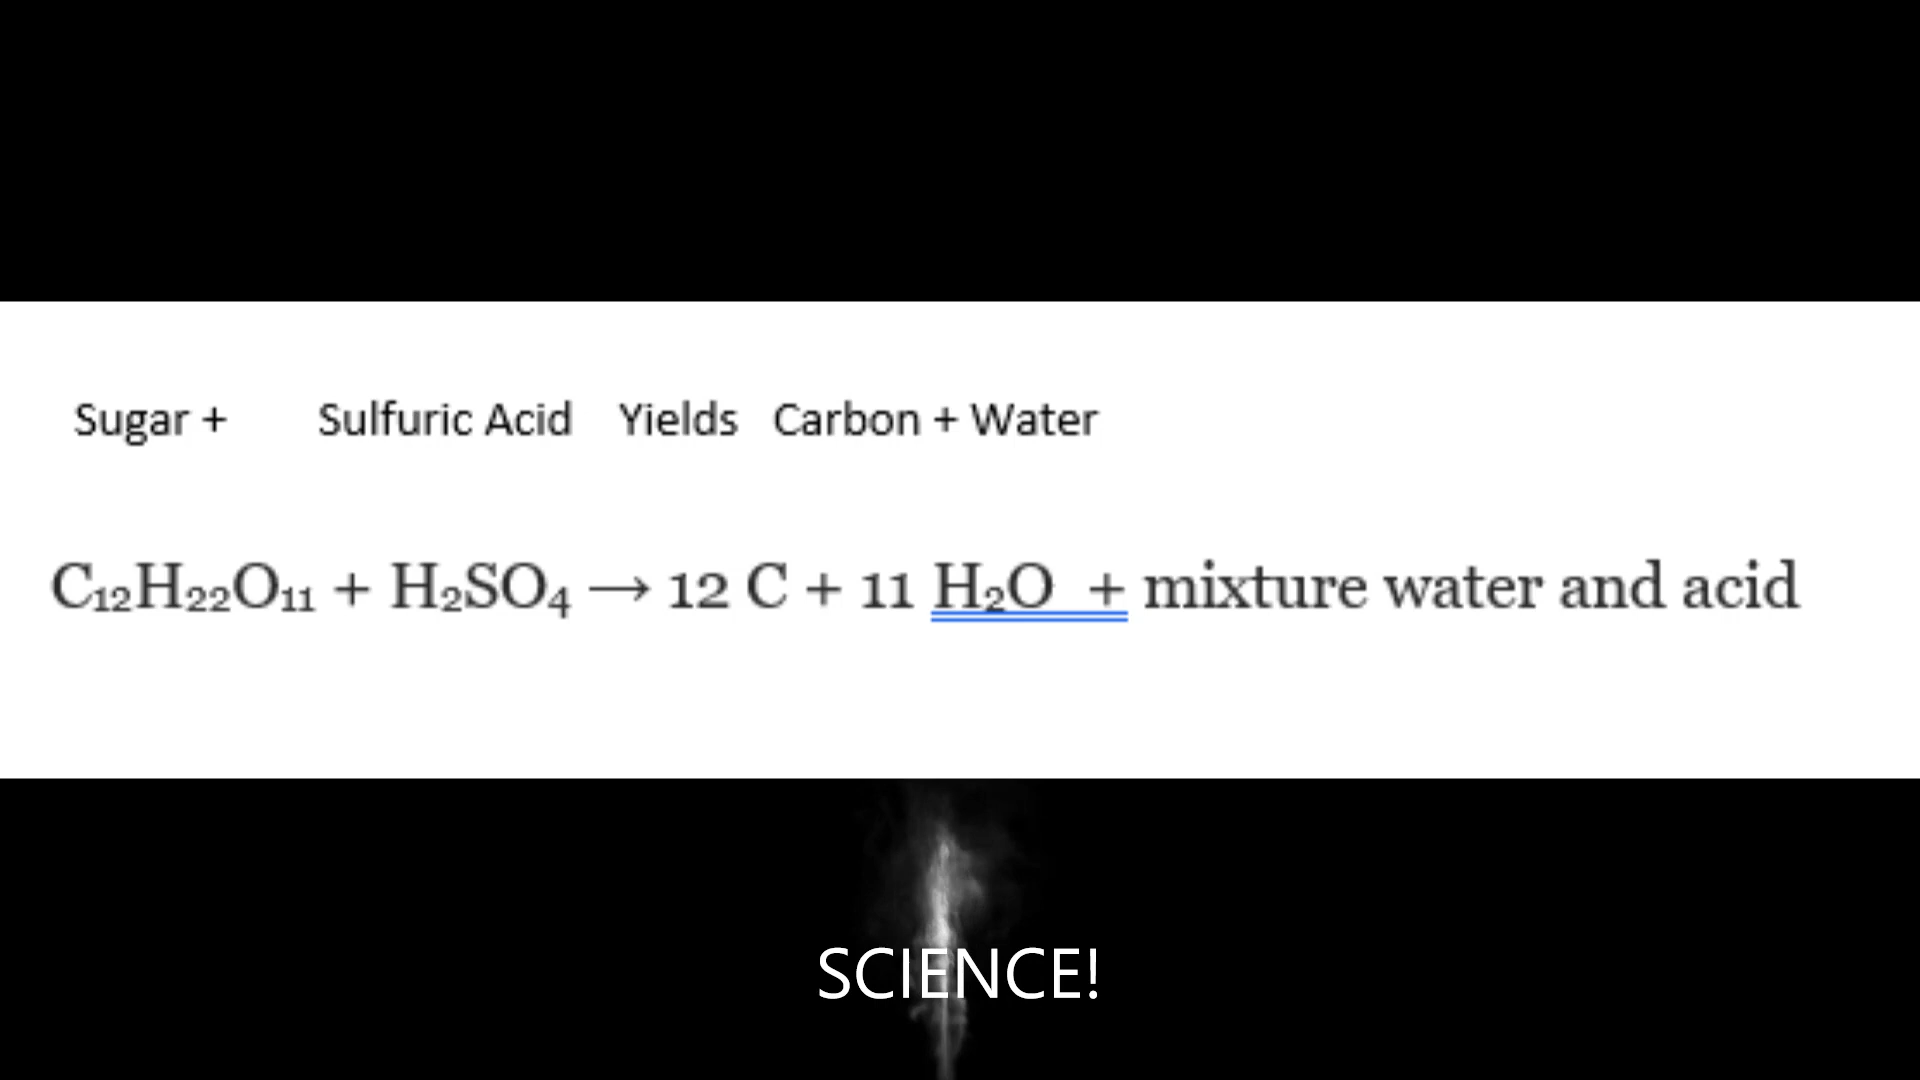 Sugar + Sulfuric Acid Yields Carbon + Water
C₁₂H₂₂O₁₁ + H₂SO₄ → 12 C + 11 H₂O + mixture water and acid
SCIENCE!